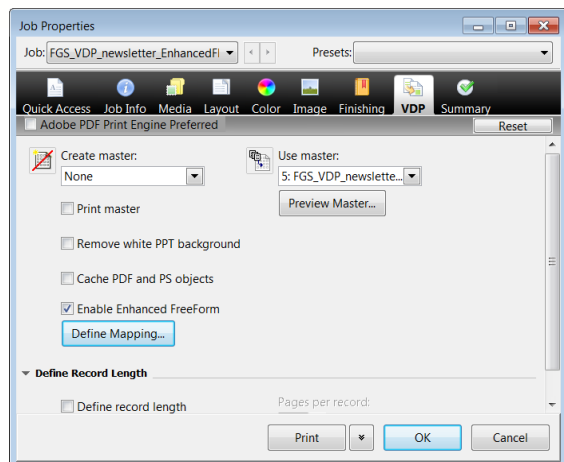 Job Properties
Job: FGS_VDP_newsletter_EnhancedF Presets:
Quick Access Job Info Media Layout Color Image Finishing VDP Summary
Adobe PDF Print Engine Preferred Reset
Create master: Use master:
None 5: FGS_VDP_newslette...
Print master Preview Master...
Remove white PPT background
Cache PDF and PS objects
Enable Enhanced FreeForm
Define Mapping...
Define Record Length
Define record length Pages per record:
Print OK Cancel